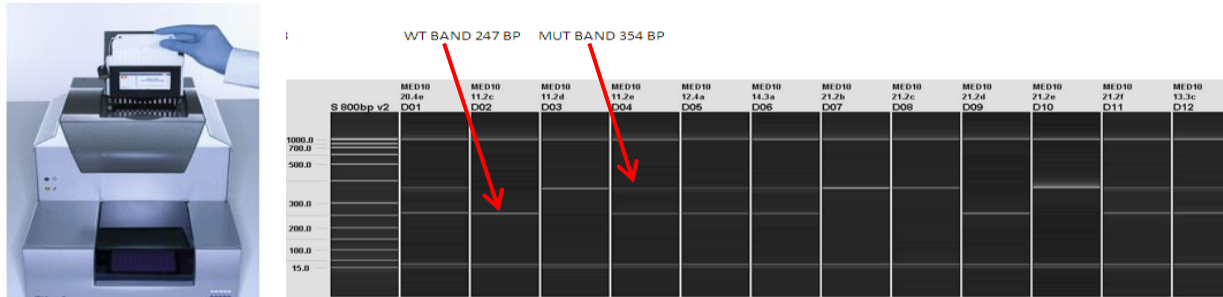 WT BAND 247 BP MUT BAND 354 BP
MED10 MED10 MED10 MED10 MED10 MED10 MED10 MED10 MED10 MED10 MED10 MED10
20.4e 11.2c 11.2d 11.2e 12.4a 14.3a 21.2b 21.2c 21.2d 21.2e 21.2f 13.3c
S 800bp v2 D01 D02 D03 D04 D05 D06 D07 D08 D09 D10 D11 D12
1000.0
700.0
500.0
300.0
200.0
100.0
15.0